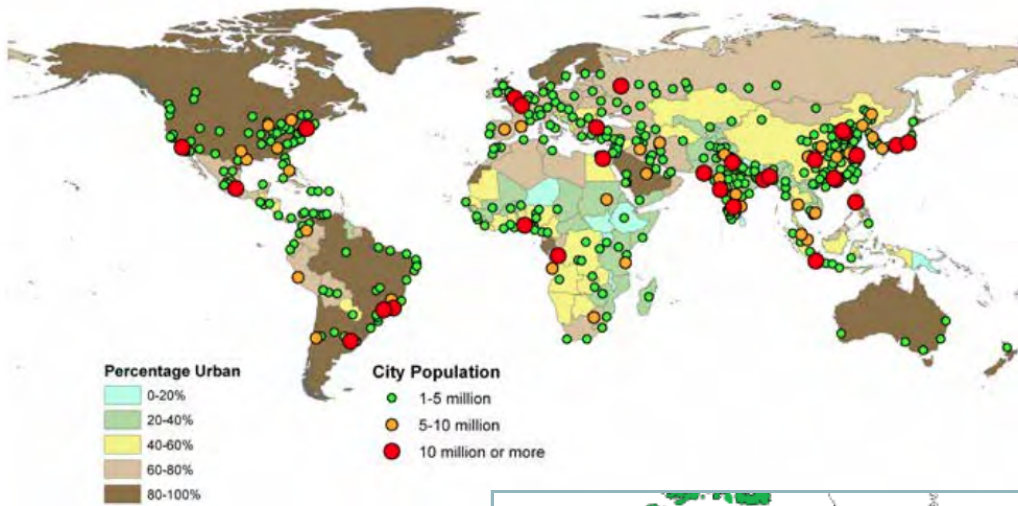 Percentage Urban
0-20%
20-40%
40-60%
60-80%
80-100%
City Population
1-5 million
5-10 million
10 million or more